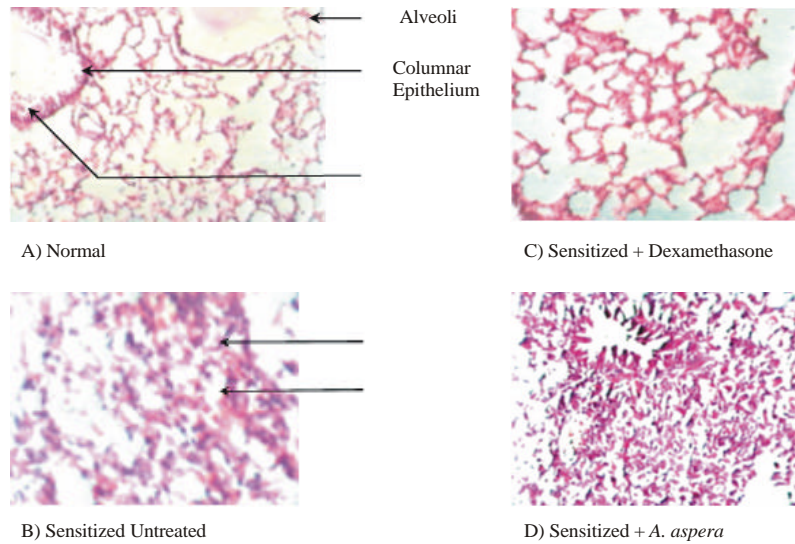 Alveoli
Columnar
Epithelium
A) Normal
C) Sensitized + Dexamethasone
B) Sensitized Untreated
D) Sensitized + A. aspera